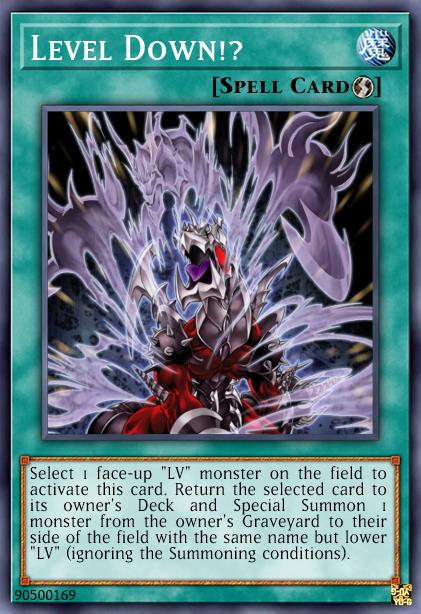 Level Down!?
魔
[Spell Card]
Select 1 face-up "LV" monster on the field to
activate this card. Return the selected card to
its owner's Deck and Special Summon 1
monster from the owner's Graveyard to their
side of the field with the same name but lower
"LV" (ignoring the Summoning conditions).
90500169